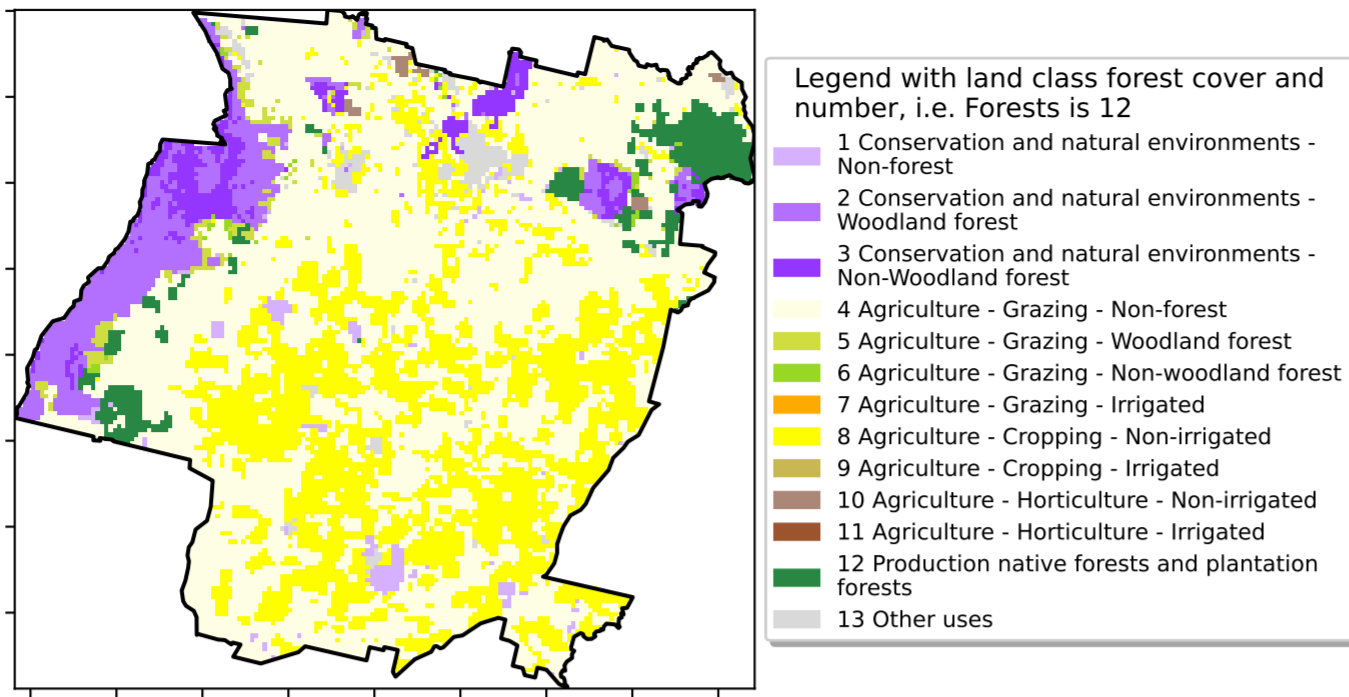 Legend with land class forest cover and
number, i.e. Forests is 12
1 Conservation and natural environments -
Non-forest
2 Conservation and natural environments -
Woodland forest
3 Conservation and natural environments -
Non-Woodland forest
4 Agriculture - Grazing - Non-forest
5 Agriculture - Grazing - Woodland forest
6 Agriculture - Grazing - Non-woodland forest
7 Agriculture - Grazing - Irrigated
8 Agriculture - Cropping - Non-irrigated
9 Agriculture - Cropping - Irrigated
10 Agriculture - Horticulture - Non-irrigated
11 Agriculture - Horticulture - Irrigated
12 Production native forests and plantation
forests
13 Other uses